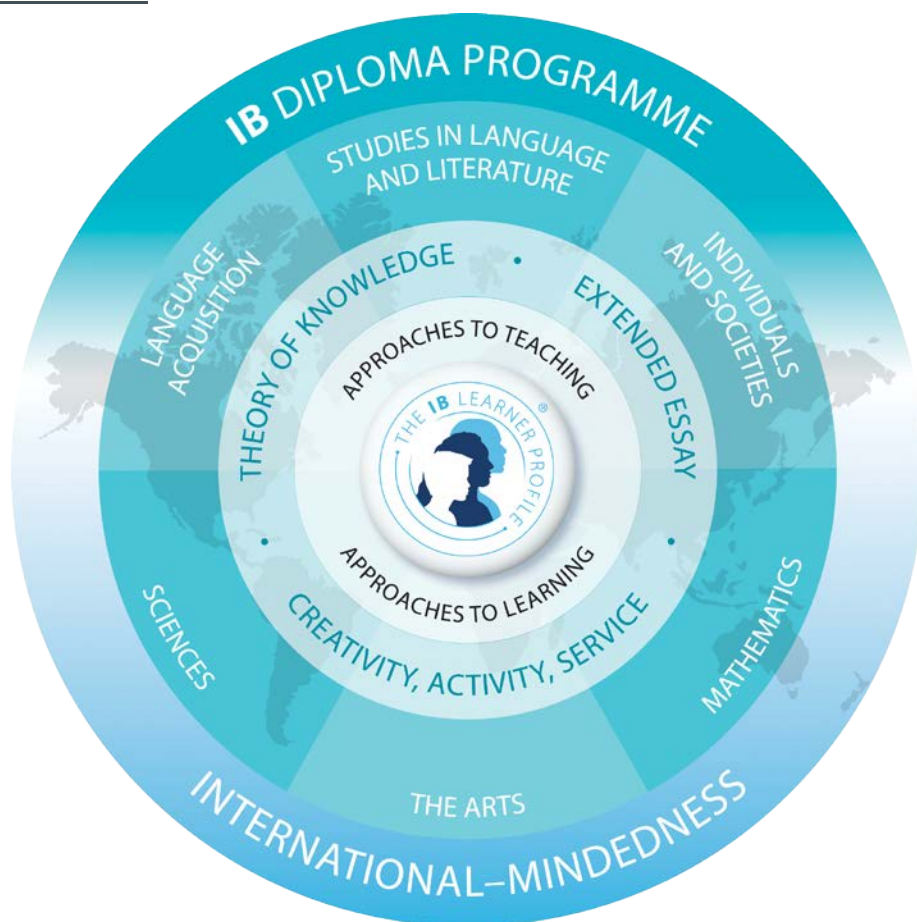 IB DIPLOMA PROGRAMME
STUDIES IN LANGUAGE
AND LITERATURE
LANGUAGE
ACQUISITION
INDIVIDUALS
AND SOCIETIES
THEORY OF KNOWLEDGE
EXTENDED ESSAY
APPROACHES TO TEACHING
THE IB LEARNER PROFILE®
APPROACHES TO LEARNING
CREATIVITY, ACTIVITY, SERVICE
SCIENCES
MATHEMATICS
THE ARTS
INTERNATIONAL–MINDEDNESS